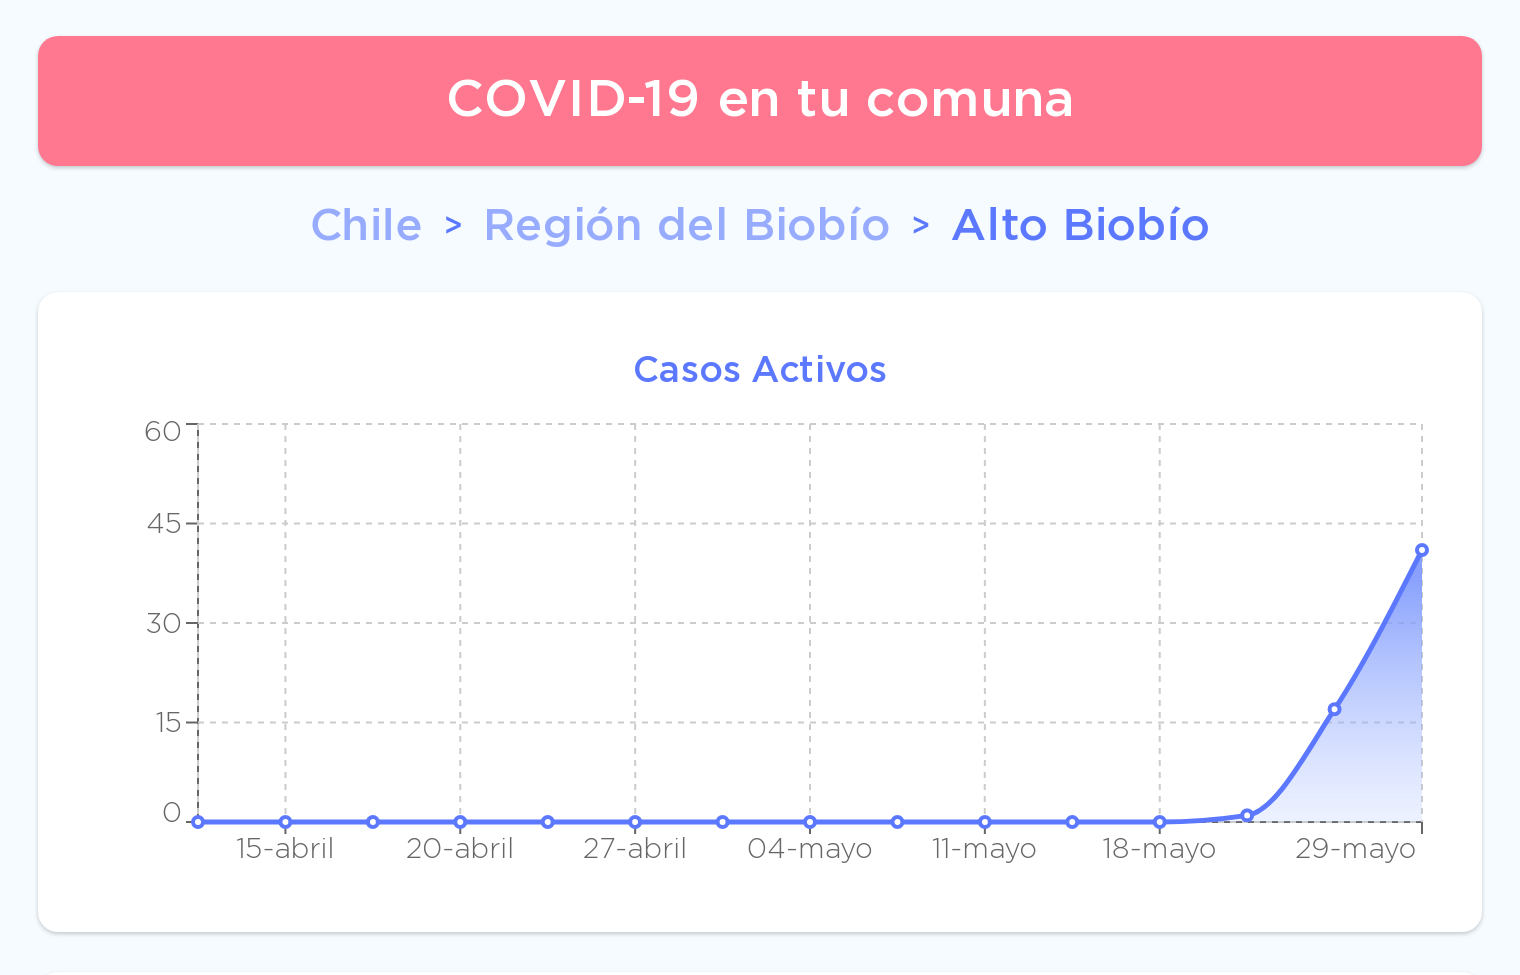 COVID-19 en tu comuna
Chile > Región del Biobío > Alto Biobío
Casos Activos
60
45
30
15
0
15-abril 20-abril 27-abril 04-mayo 11-mayo 18-mayo 29-mayo